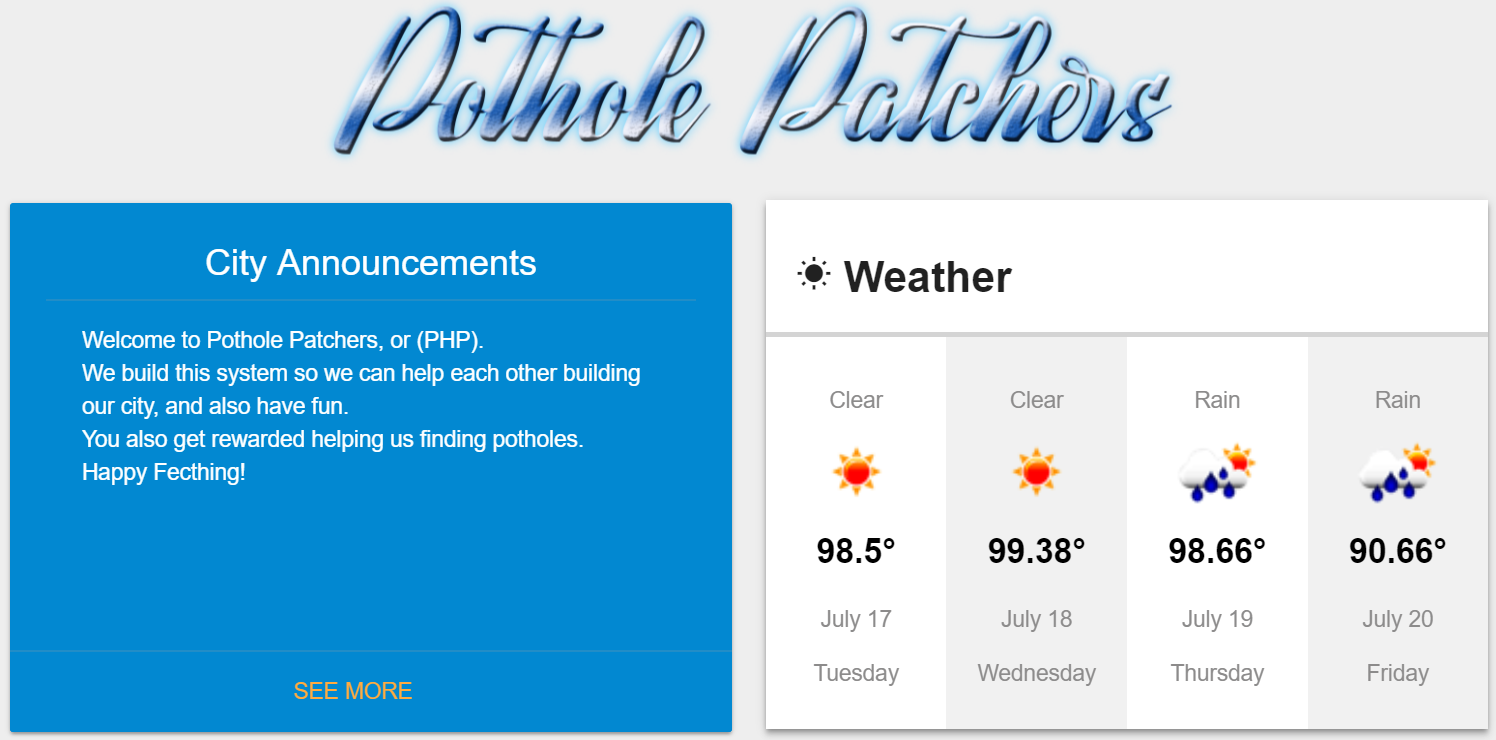 Pothole Patchers
City Announcements
Welcome to Pothole Patchers, or (PHP).
We build this system so we can help each other building
our city, and also have fun.
You also get rewarded helping us finding potholes.
Happy Fecthing!
SEE MORE
Weather
Clear
98.5°
July 17
Tuesday
Clear
99.38°
July 18
Wednesday
Rain
98.66°
July 19
Thursday
Rain
90.66°
July 20
Friday